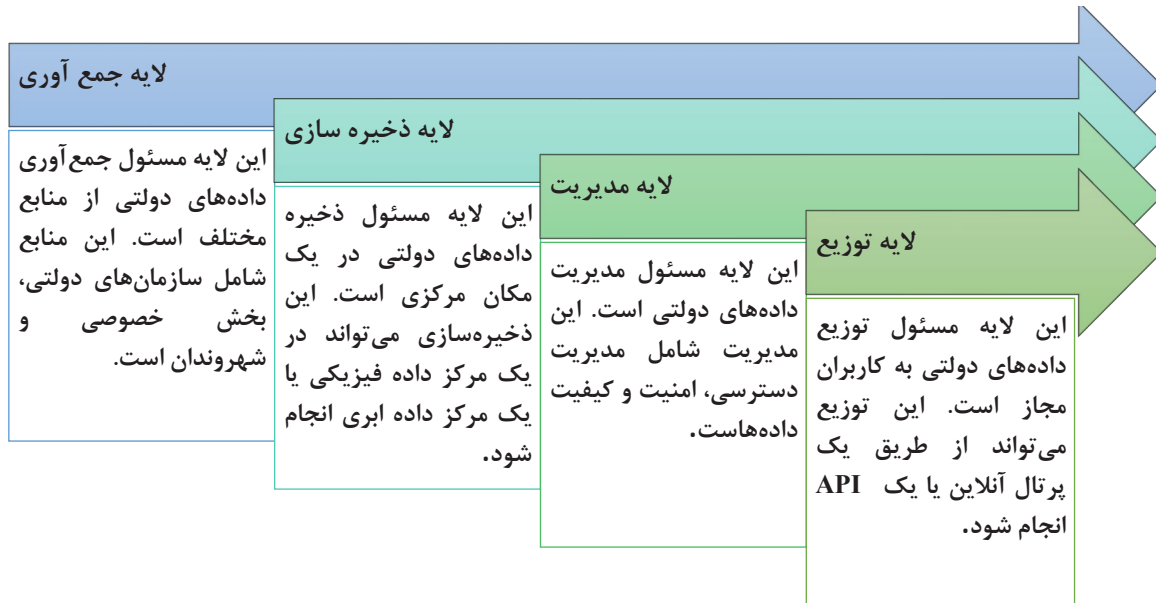 لایه جمع آوری
این لایه مسئول جمع‌آوری
داده‌های دولتی از منابع
مختلف است. این منابع
شامل سازمان‌های دولتی،
بخش خصوصی و
شهروندان است.
لایه ذخیره سازی
این لایه مسئول ذخیره
داده‌های دولتی در یک
مکان مرکزی است. این
ذخیره‌سازی می‌تواند در
یک مرکز داده فیزیکی یا
یک مرکز داده ابری انجام
شود.
لایه مدیریت
این لایه مسئول مدیریت
داده‌های دولتی است. این
مدیریت شامل مدیریت
دسترسی، امنیت و کیفیت
داده‌هاست.
لایه توزیع
این لایه مسئول توزیع
داده‌های دولتی به کاربران
مجاز است. این توزیع
می‌تواند از طریق یک
پرتال آنلاین یا یک API
انجام شود.